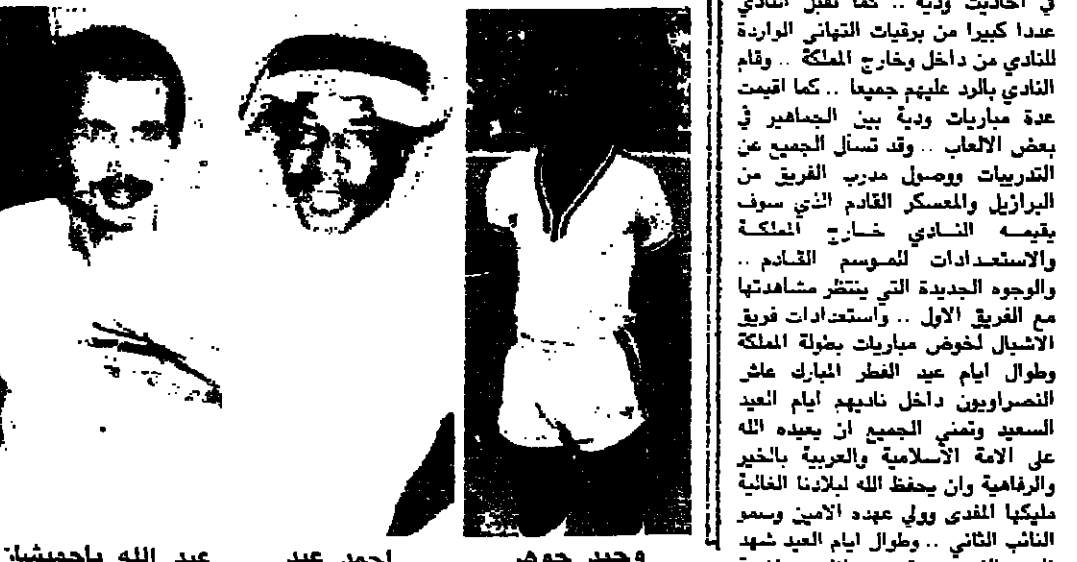 في احاديث ودية .. كما تقبل النادي
عددا كبيرا من برقيات التهاني الواردة
للنادي من داخل وخارج المملكة .. وقام
النادي بالرد عليهم جميعا .. كما اقيمت
عدة مباريات ودية بين الجماهير في
بعض الالعاب .. وقد تسأل الجميع عن
التدريبات ووصول مدرب الفريق من
البرازيل والمعسكر القادم الذي سوف
يقيمه النادي خارج المملكة
والاستعدادات للموسم القادم ..
والوجوه الجديدة التي ينتظر مشاهدتها
مع الفريق الاول .. واستعدادات فريق
الاشبال لخوض مباريات بطولة المملكة
وطوال ايام عيد الفطر المبارك عاش
النصراويون داخل ناديهم ايام العيد
السعيد وتمنى الجميع ان يعيده الله
على الامة الأسلامية والعربية بالخير
والرفاهية وان يحفظ الله لبلادنا الغالية
مليكها المفدى وولي عهده الامين وسمو
النائب الثاني .. وطوال ايام العيد شهد
وحيد جوهر
احمد عيد
عبد الله باحميشان